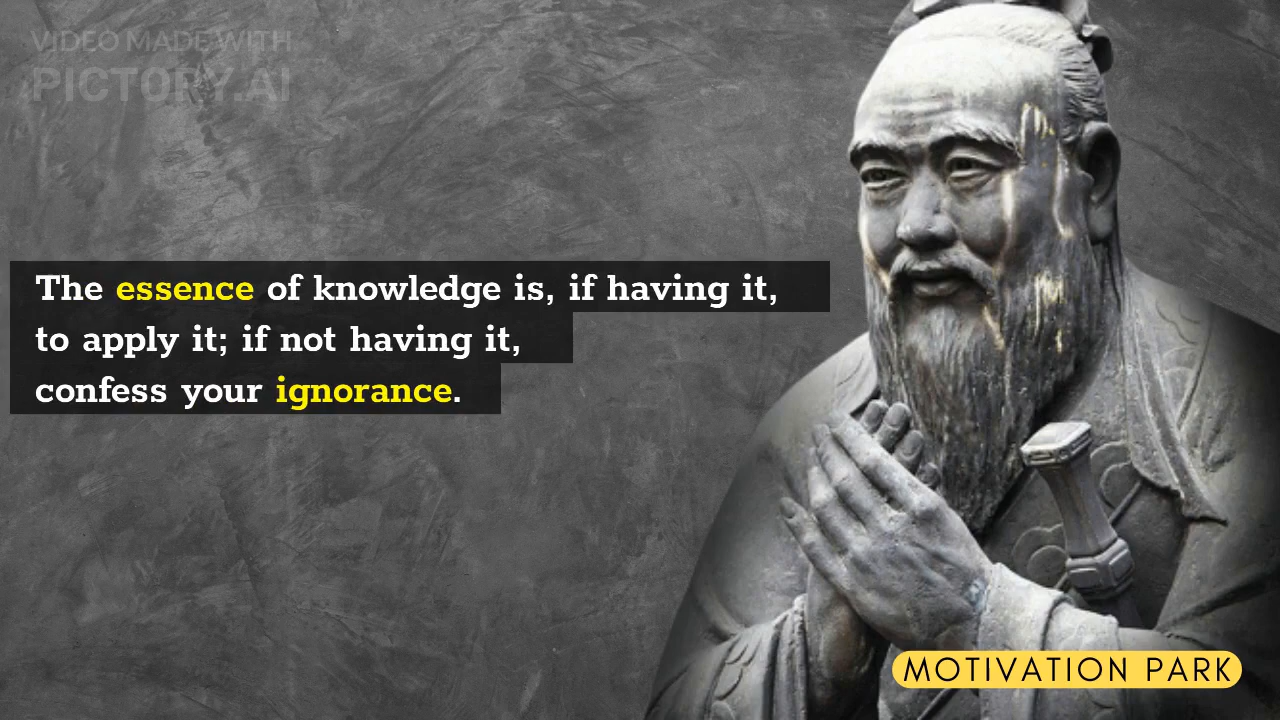 VIDEO MADE WITH
PICTORY.AI
The essence of knowledge is, if having it,
to apply it; if not having it,
confess your ignorance.
MOTIVATION PARK